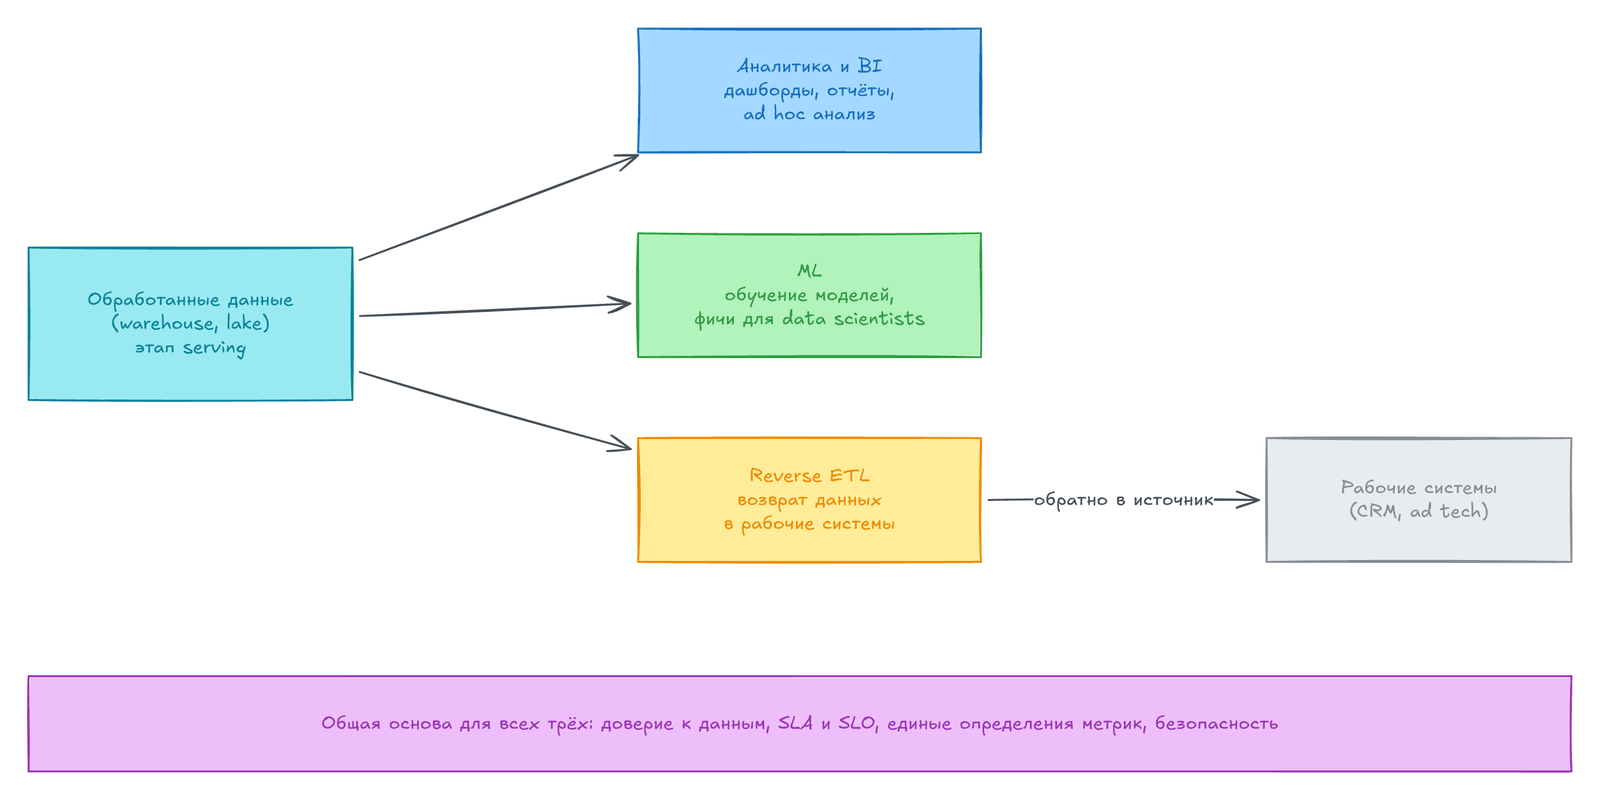 Аналитика и BI
дашборды, отчёты,
ad hoc анализ
Обработанные данные
(warehouse, lake)
этап serving
ML
обучение моделей,
фичи для data scientists
Reverse ETL
возврат данных
в рабочие системы
обратно в источник
Рабочие системы
(CRM, ad tech)
Общая основа для всех трёх: доверие к данным, SLA и SLO, единые определения метрик, безопасность